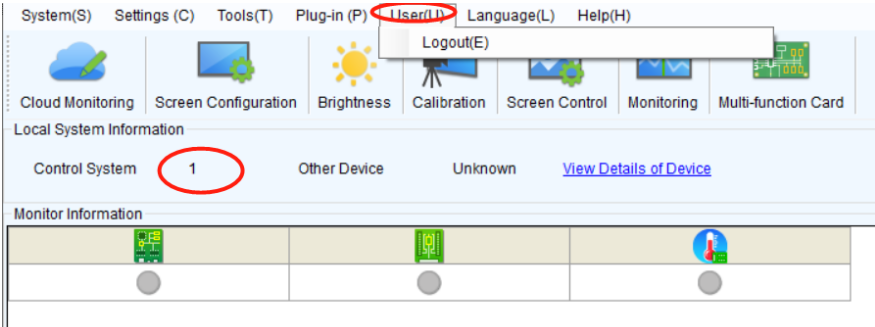 System(S) Settings (C) Tools(T) Plug-in (P) User(U) Language(L) Help(H)
Logout(E)
Cloud Monitoring Screen Configuration Brightness Calibration Screen Control Monitoring Multi-function Card
Local System Information
Control System 1 Other Device Unknown View Details of Device
Monitor Information